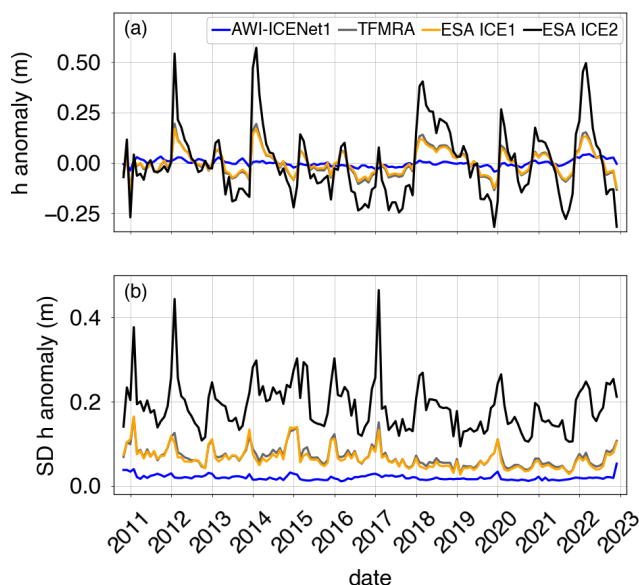 (a)
AWI-ICENet1 TFMRA ESA ICE1 ESA ICE2
h anomaly (m)
0.50
0.25
0.00
−0.25
(b)
SD h anomaly (m)
0.4
0.2
0.0
2011 2012 2013 2014 2015 2016 2017 2018 2019 2020 2021 2022 2023
date